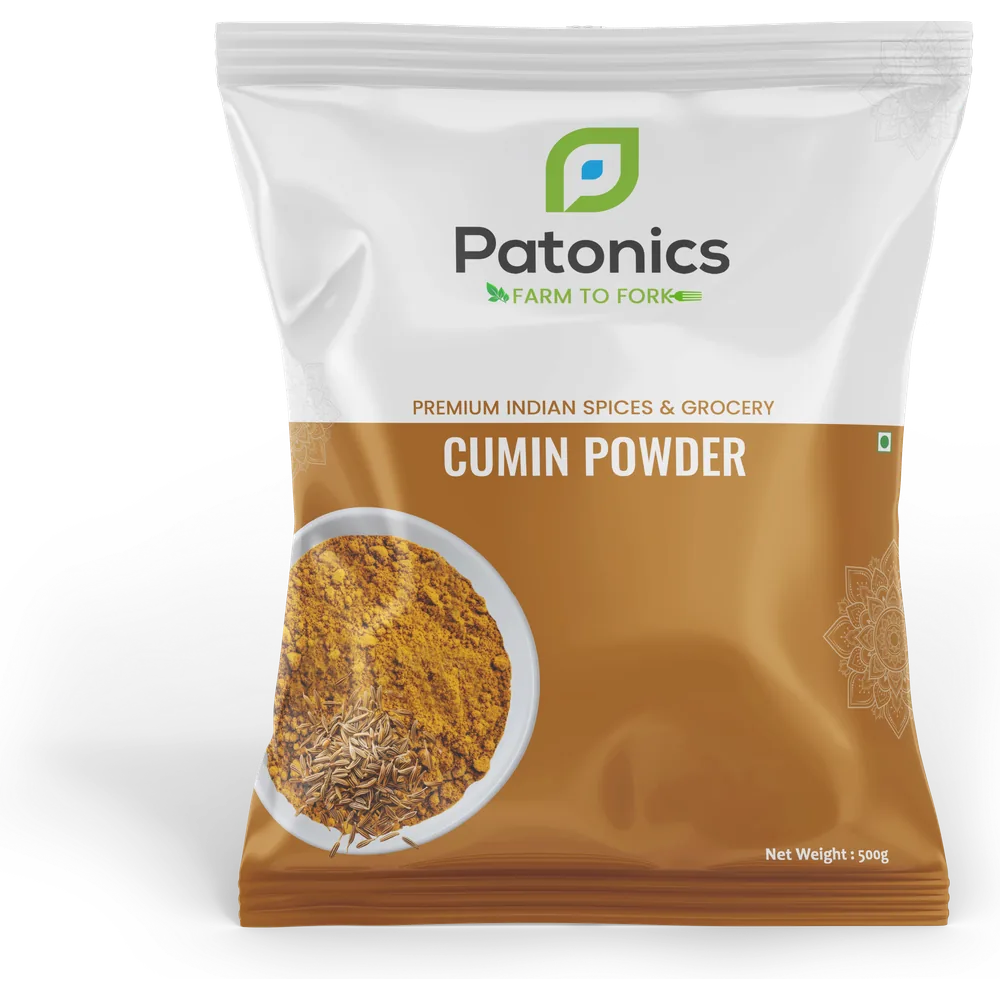 Patonics
FARM TO FORK
PREMIUM INDIAN SPICES & GROCERY
CUMIN POWDER
Net Weight : 500g